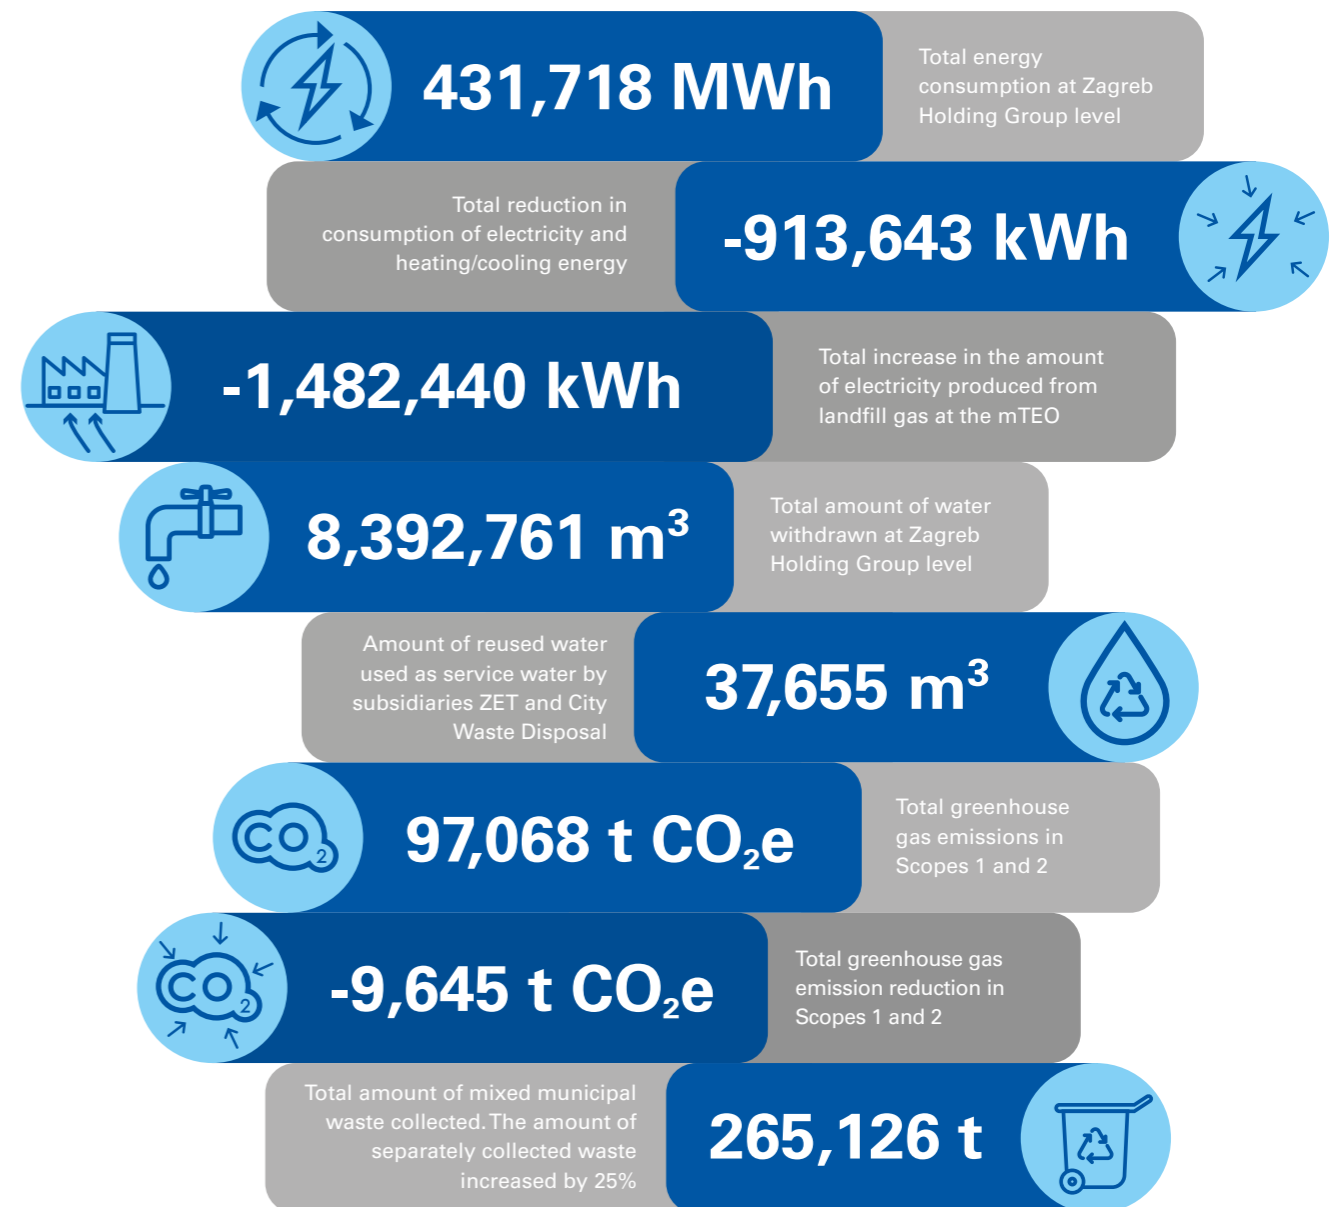 431,718 MWh
Total energy
consumption at Zagreb
Holding Group level
Total reduction in
consumption of electricity and
heating/cooling energy
-913,643 kWh
-1,482,440 kWh
Total increase in the amount
of electricity produced from
landfill gas at the mTEO
8,392,761 m³
Total amount of water
withdrawn at Zagreb
Holding Group level
Amount of reused water
used as service water by
subsidiaries ZET and City
Waste Disposal
37,655 m³
CO₂
97,068 t CO₂e
Total greenhouse
gas emissions in
Scopes 1 and 2
CO₂
-9,645 t CO₂e
Total greenhouse gas
emission reduction in
Scopes 1 and 2
Total amount of mixed municipal
waste collected. The amount of
separately collected waste
increased by 25%
265,126 t